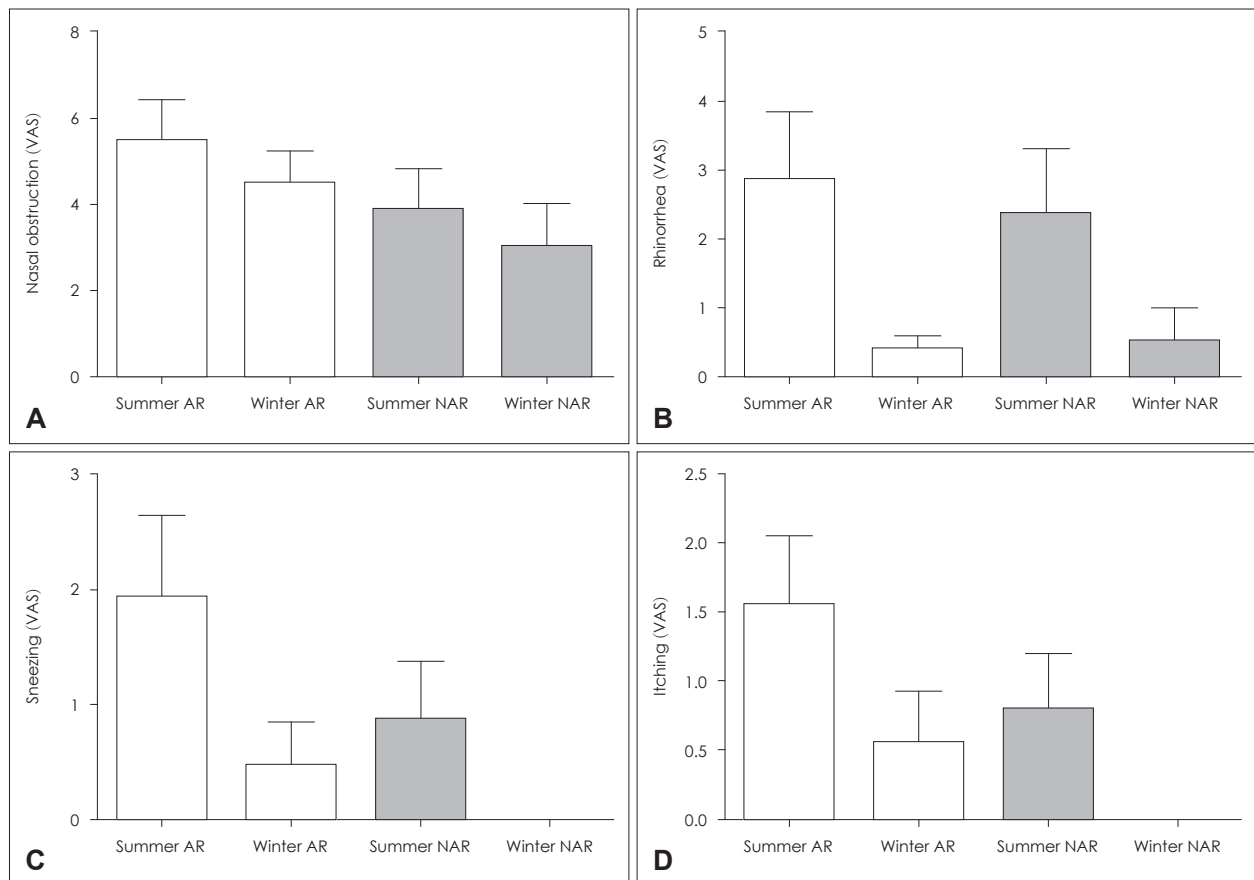 8
6
4
2
0
Nasal obstruction (VAS)
Summer AR Winter AR Summer NAR Winter NAR
A
5
4
3
2
1
0
Rhinorrhea (VAS)
Summer AR Winter AR Summer NAR Winter NAR
B
3
2
1
0
Sneezing (VAS)
Summer AR Winter AR Summer NAR Winter NAR
C
2.5
2.0
1.5
1.0
0.5
0.0
Itching (VAS)
Summer AR Winter AR Summer NAR Winter NAR
D